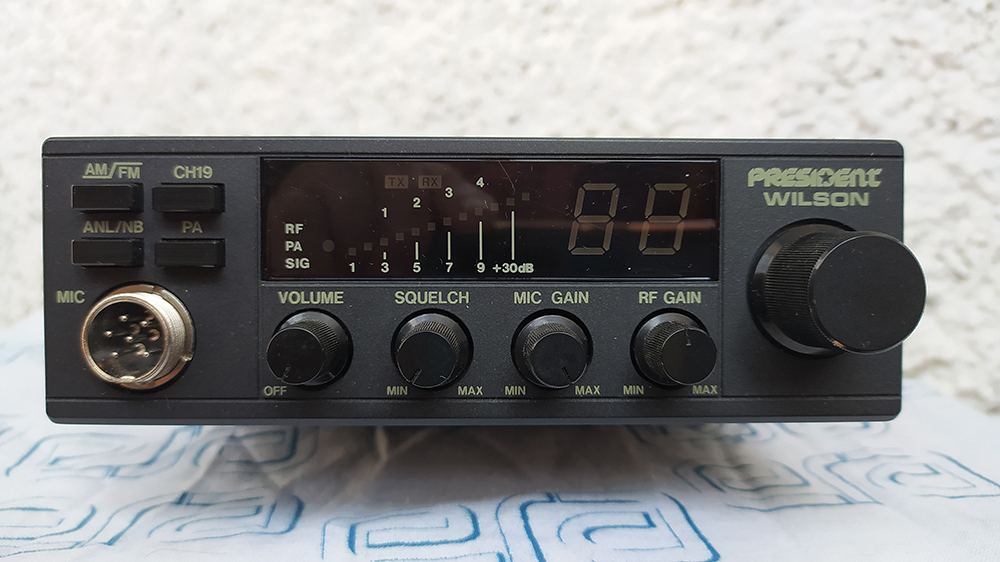 AM/FM CH19
ANL/NB PA
MIC
TX RX
1 2 3 4
RF
PA
SIG
1 3 5 7 9 +30dB
88
PRESIDENT
WILSON
VOLUME SQUELCH MIC GAIN RF GAIN
OFF MIN MAX MIN MAX MIN MAX